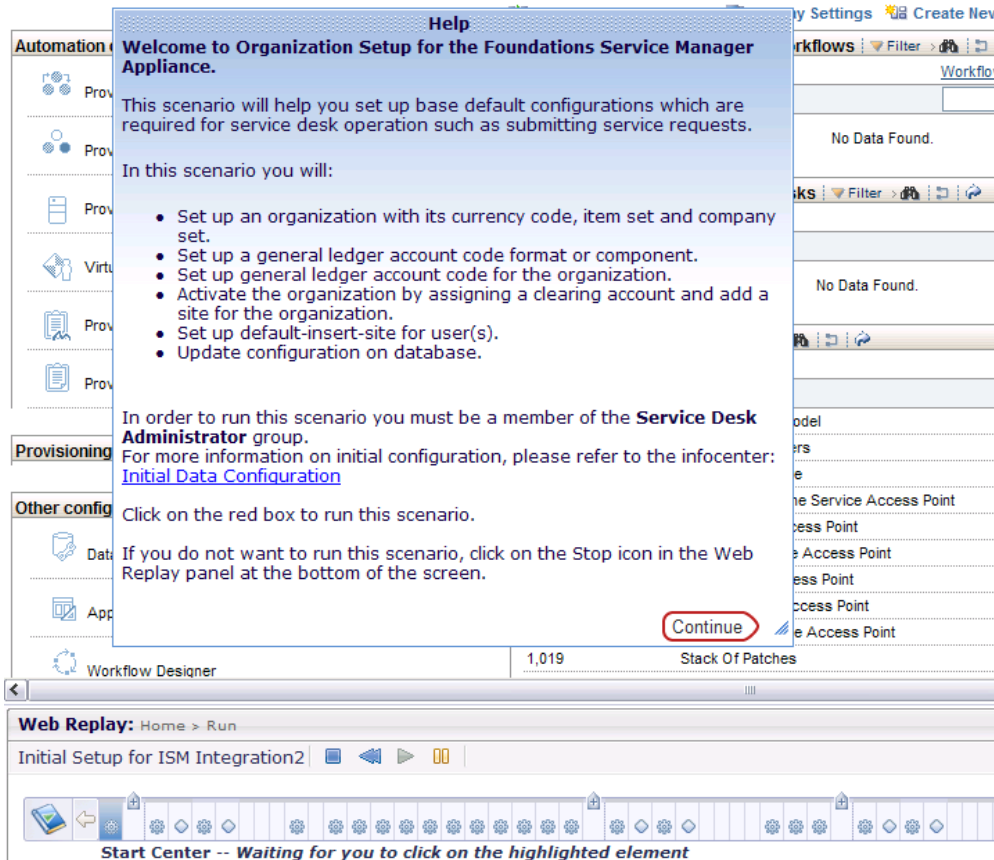 y Settings Create New
Help
Automation
rkflows Filter
Welcome to Organization Setup for the Foundations Service Manager
Appliance.
Workflo
Prov
This scenario will help you set up base default configurations which are
required for service desk operation such as submitting service requests.
No Data Found.
Prov
In this scenario you will:
sks Filter
Prov
• Set up an organization with its currency code, item set and company
set.
• Set up a general ledger account code format or component.
• Set up general ledger account code for the organization.
Virtu
No Data Found.
• Activate the organization by assigning a clearing account and add a
site for the organization.
Prov
• Set up default-insert-site for user(s).
• Update configuration on database.
Prov
In order to run this scenario you must be a member of the Service Desk
Administrator group.
odel
Provisioning
For more information on initial configuration, please refer to the infocenter:
ers
Initial Data Configuration
e
Other config
ne Service Access Point
Click on the red box to run this scenario.
cess Point
Data
If you do not want to run this scenario, click on the Stop icon in the Web
Replay panel at the bottom of the screen.
e Access Point
ess Point
App
ccess Point
Continue
e Access Point
Workflow Designer
1,019 Stack Of Patches
Web Replay: Home > Run
Initial Setup for ISM Integration2
Start Center -- Waiting for you to click on the highlighted element